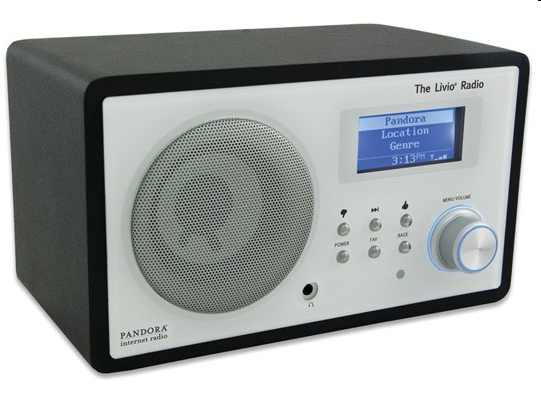 The Livio® Radio
Pandora
Location
Genre
3:13PM
MENU/VOLUME
POWER
FAV
BACK
PANDORA®
internet radio